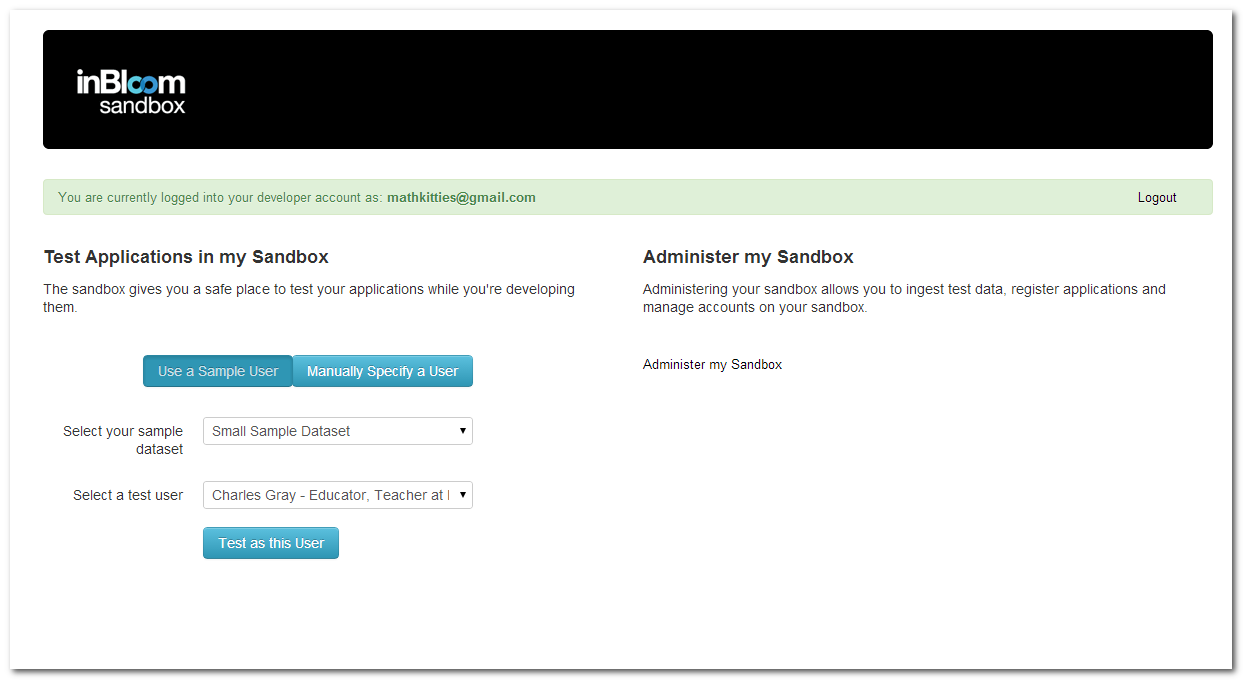 inBloom
sandbox
You are currently logged into your developer account as: mathkitties@gmail.com
Logout
Test Applications in my Sandbox
The sandbox gives you a safe place to test your applications while you're developing
them.
Use a Sample User
Manually Specify a User
Select your sample
dataset
Small Sample Dataset
Select a test user
Charles Gray - Educator, Teacher at
Test as this User
Administer my Sandbox
Administering your sandbox allows you to ingest test data, register applications and
manage accounts on your sandbox.
Administer my Sandbox